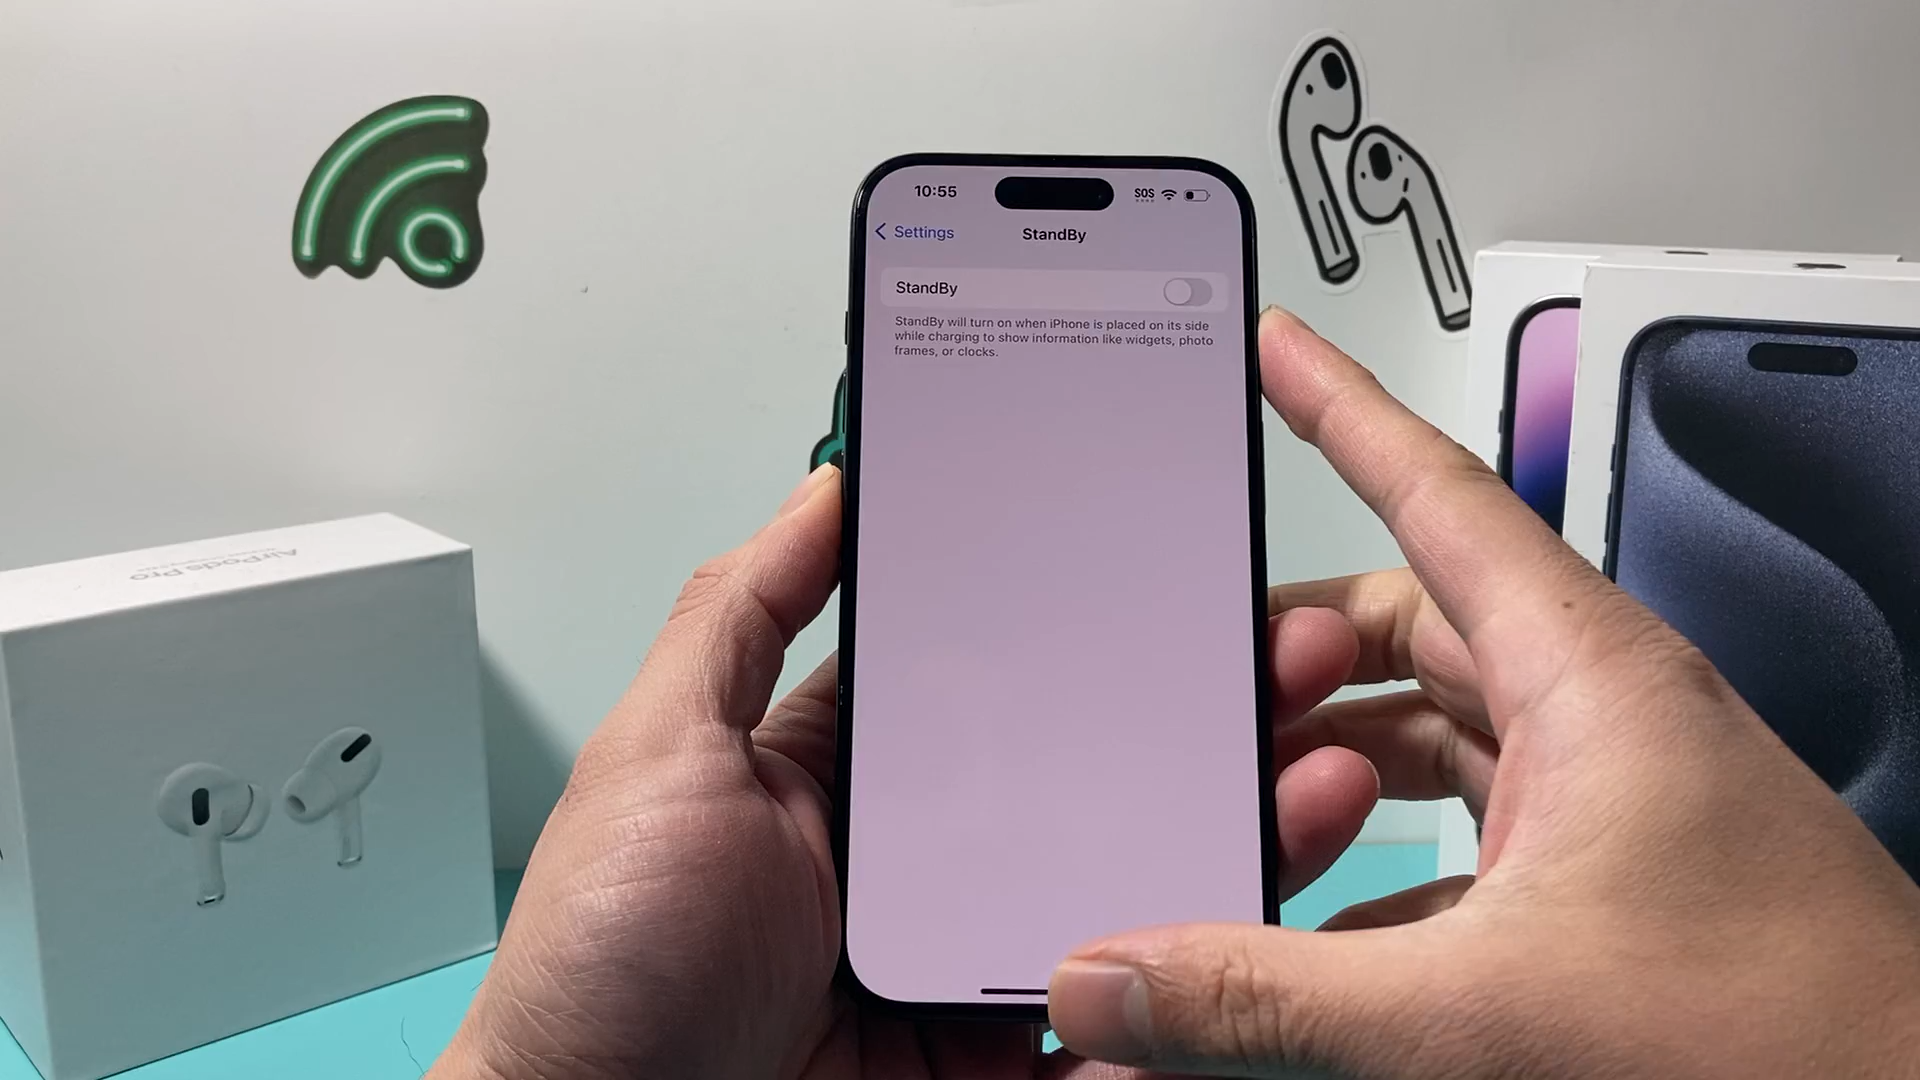 10:55
SOS
Settings
StandBy
StandBy
StandBy will turn on when iPhone is placed on its side
while charging to show information like widgets, photo
frames, or clocks.
AirPods Pro